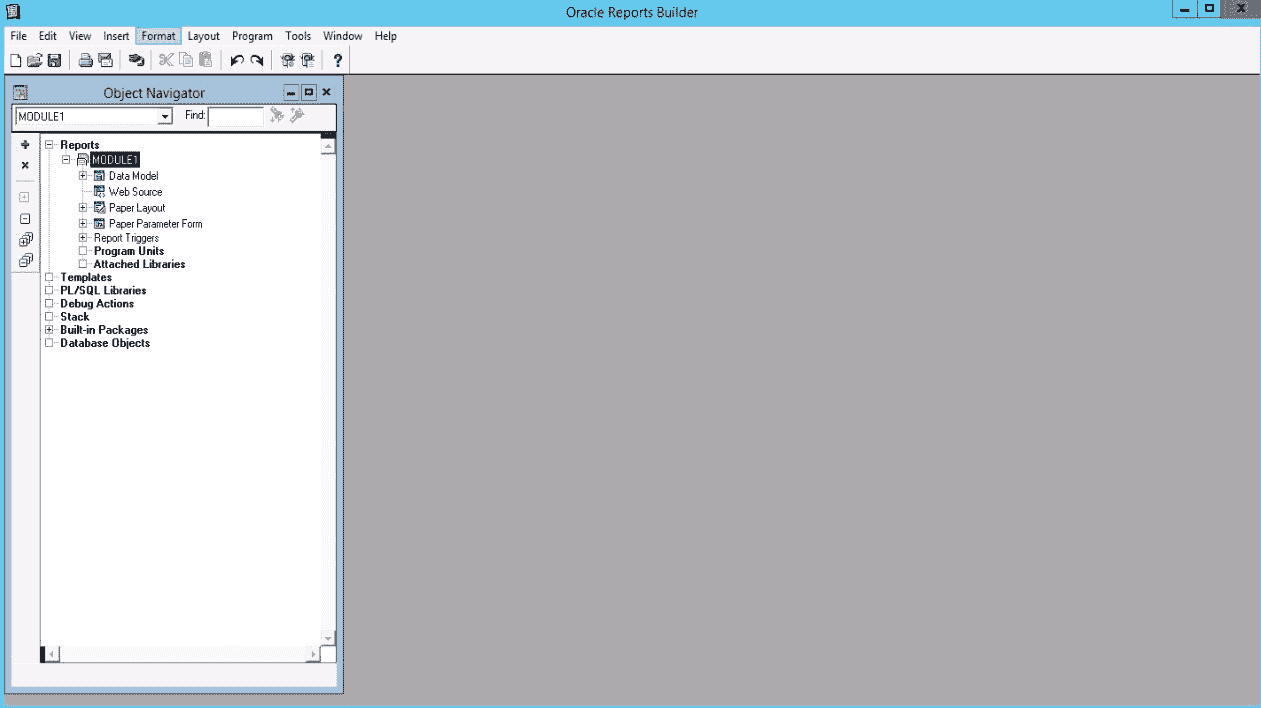 Oracle Reports Builder
File Edit View Insert Format Layout Program Tools Window Help
?
Object Navigator
MODULE1 Find:
Reports
MODULE1
Data Model
Web Source
Paper Layout
Paper Parameter Form
Report Triggers
Program Units
Attached Libraries
Templates
PL/SQL Libraries
Debug Actions
Stack
Built-in Packages
Database Objects